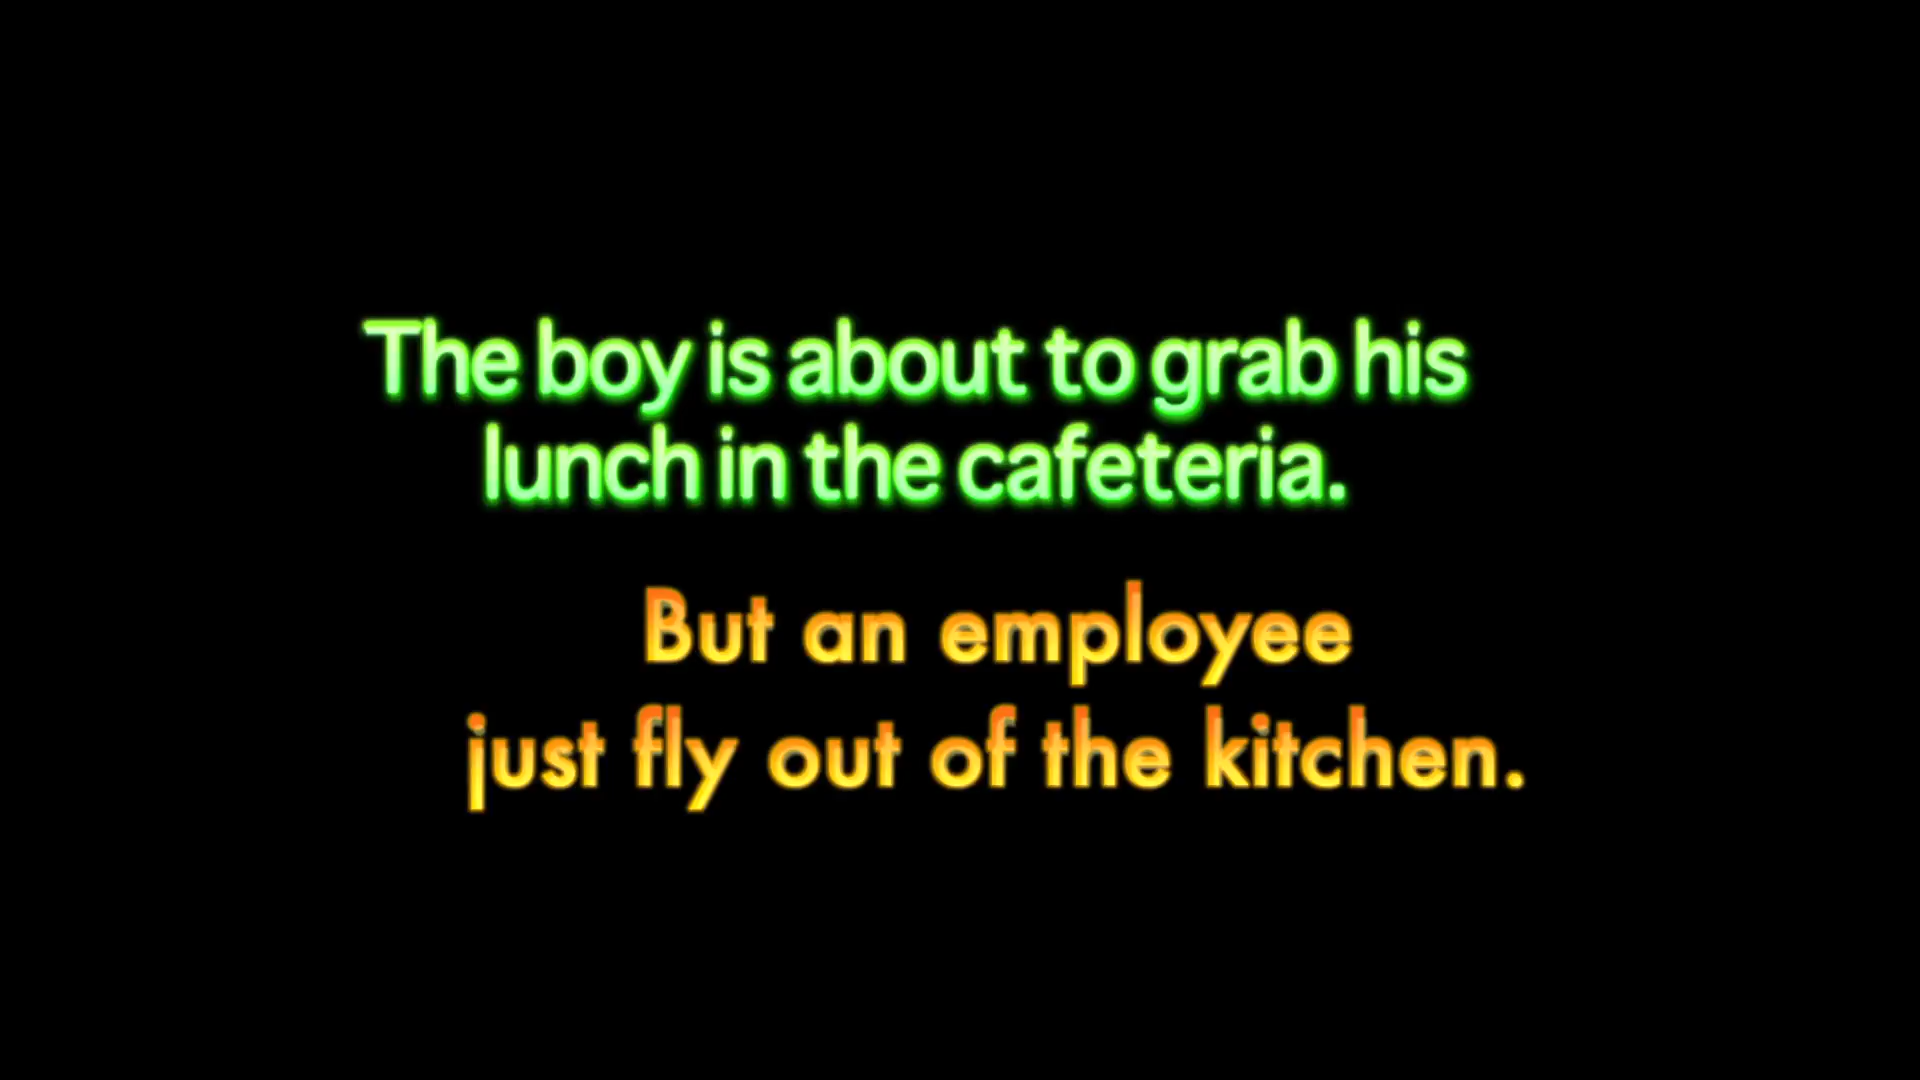 The boy is about to grab his
lunch in the cafeteria.
But an employee
just fly out of the kitchen.